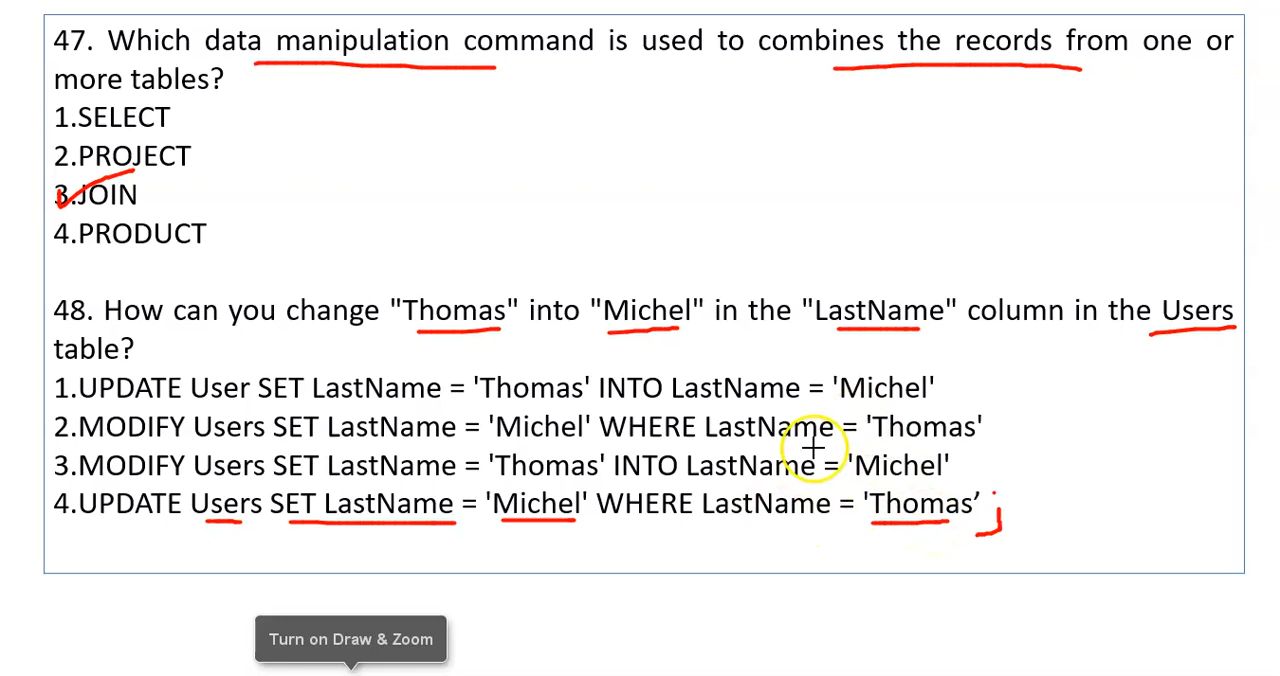 47. Which data manipulation command is used to combines the records from one or
more tables?
1.SELECT
2.PROJECT
3.JOIN
4.PRODUCT
48. How can you change "Thomas" into "Michel" in the "LastName" column in the Users
table?
1.UPDATE User SET LastName = 'Thomas' INTO LastName = 'Michel'
2.MODIFY Users SET LastName = 'Michel' WHERE LastName = 'Thomas'
3.MODIFY Users SET LastName = 'Thomas' INTO LastName = 'Michel'
4.UPDATE Users SET LastName = 'Michel' WHERE LastName = 'Thomas’ ;
Turn on Draw & Zoom